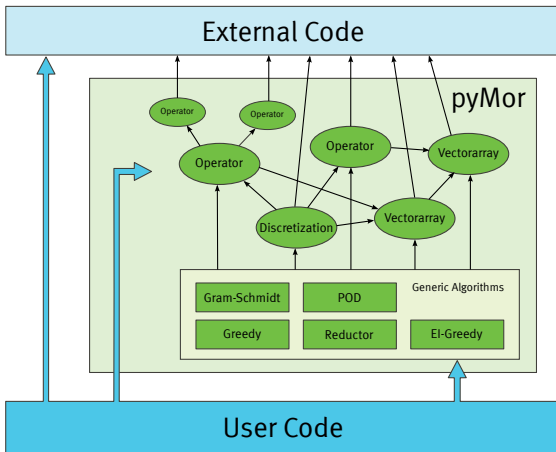 External Code
pyMor
Operator
Operator
Operator
Operator
Vectorarray
Discretization
Vectorarray
Generic Algorithms
Gram-Schmidt
POD
Greedy
Reductor
EI-Greedy
User Code